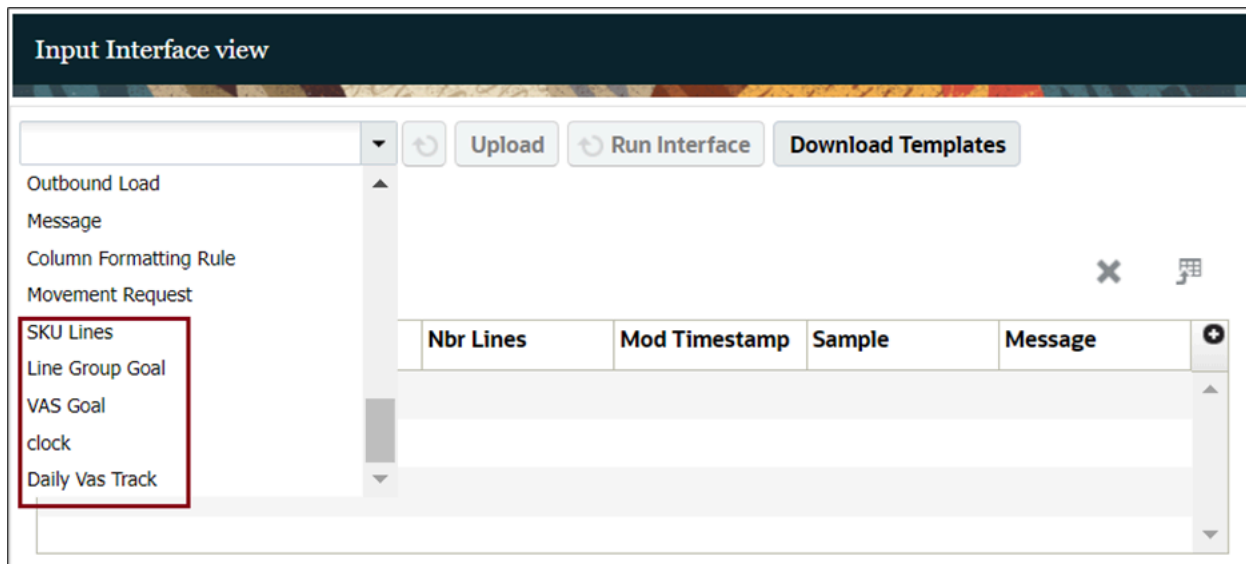 Input Interface view
Upload Run Interface Download Templates
Outbound Load
Message
Column Formatting Rule
Movement Request
SKU Lines
Line Group Goal
VAS Goal
clock
Daily Vas Track
Nbr Lines Mod Timestamp Sample Message